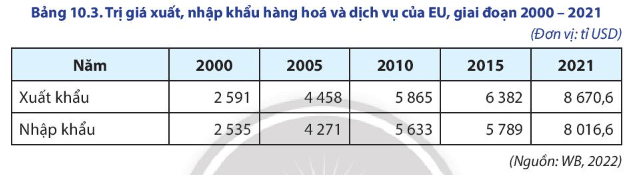 Bảng 10.3. Trị giá xuất, nhập khẩu hàng hoá và dịch vụ của EU, giai đoạn 2000 – 2021
(Đơn vị: tỉ USD)
Năm 2000 2005 2010 2015 2021
Xuất khẩu 2 591 4 458 5 865 6 382 8 670,6
Nhập khẩu 2 535 4 271 5 633 5 789 8 016,6
(Nguồn: WB, 2022)